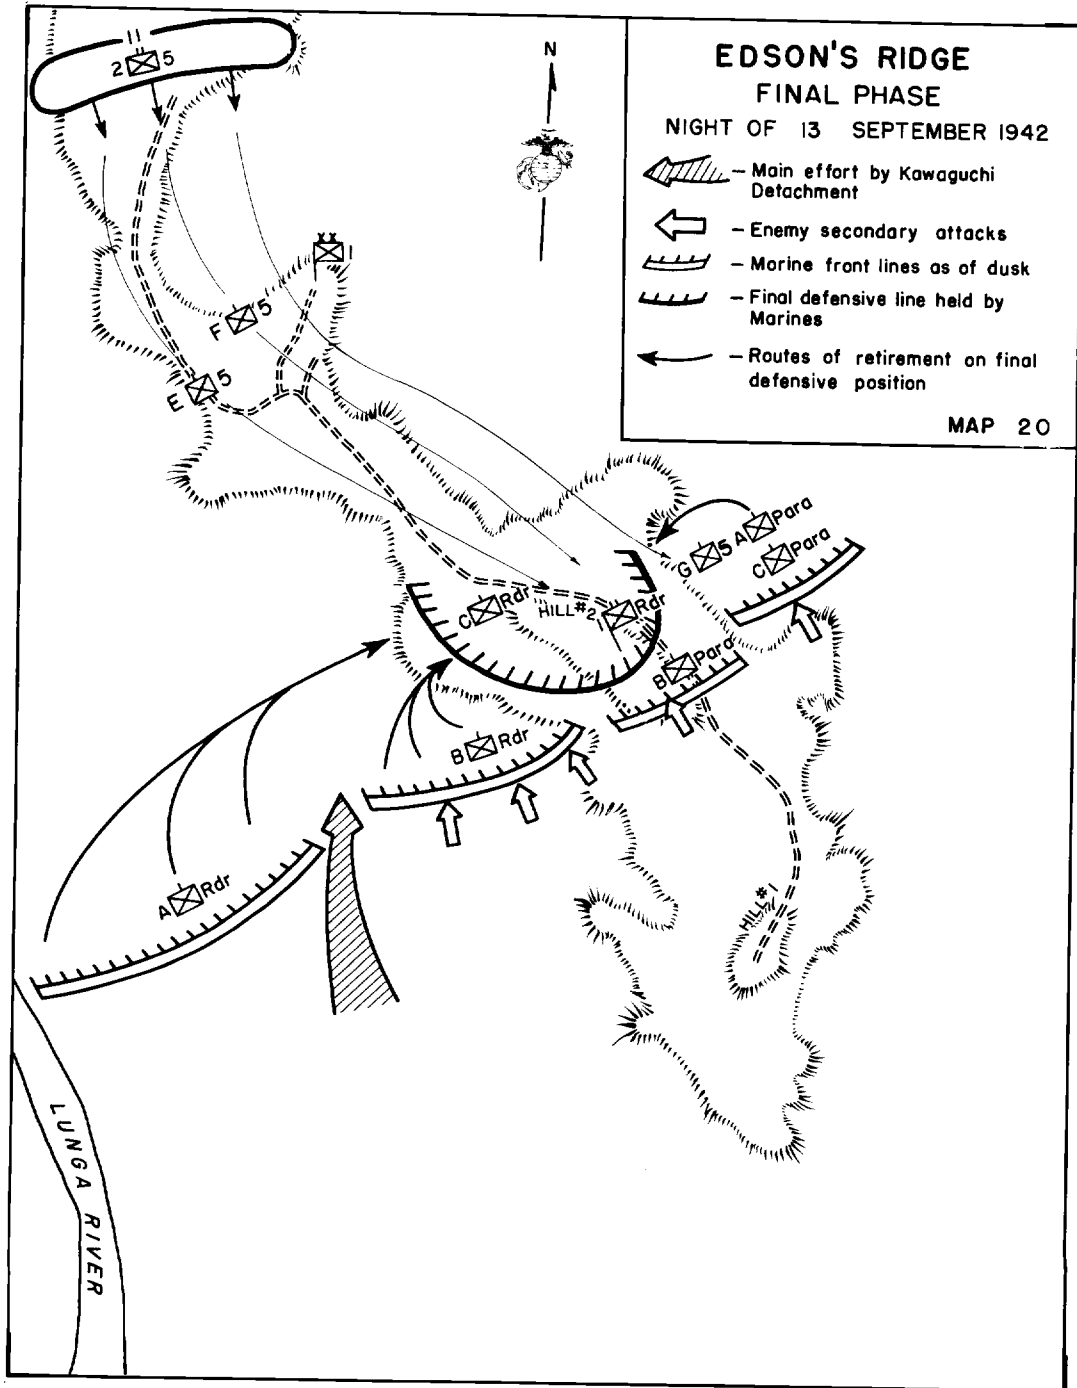 EDSON'S RIDGE
FINAL PHASE
NIGHT OF 13 SEPTEMBER 1942
– Main effort by Kawaguchi
Detachment
– Enemy secondary attacks
– Marine front lines as of dusk
– Final defensive line held by
Marines
– Routes of retirement on final
defensive position
MAP 20
N
II
2 5
XX
1
F 5
E 5
G 5
A Para
C Para
C Rdr
HILL #2
Rdr
B Para
B Rdr
A Rdr
HILL #1
LUNGA RIVER